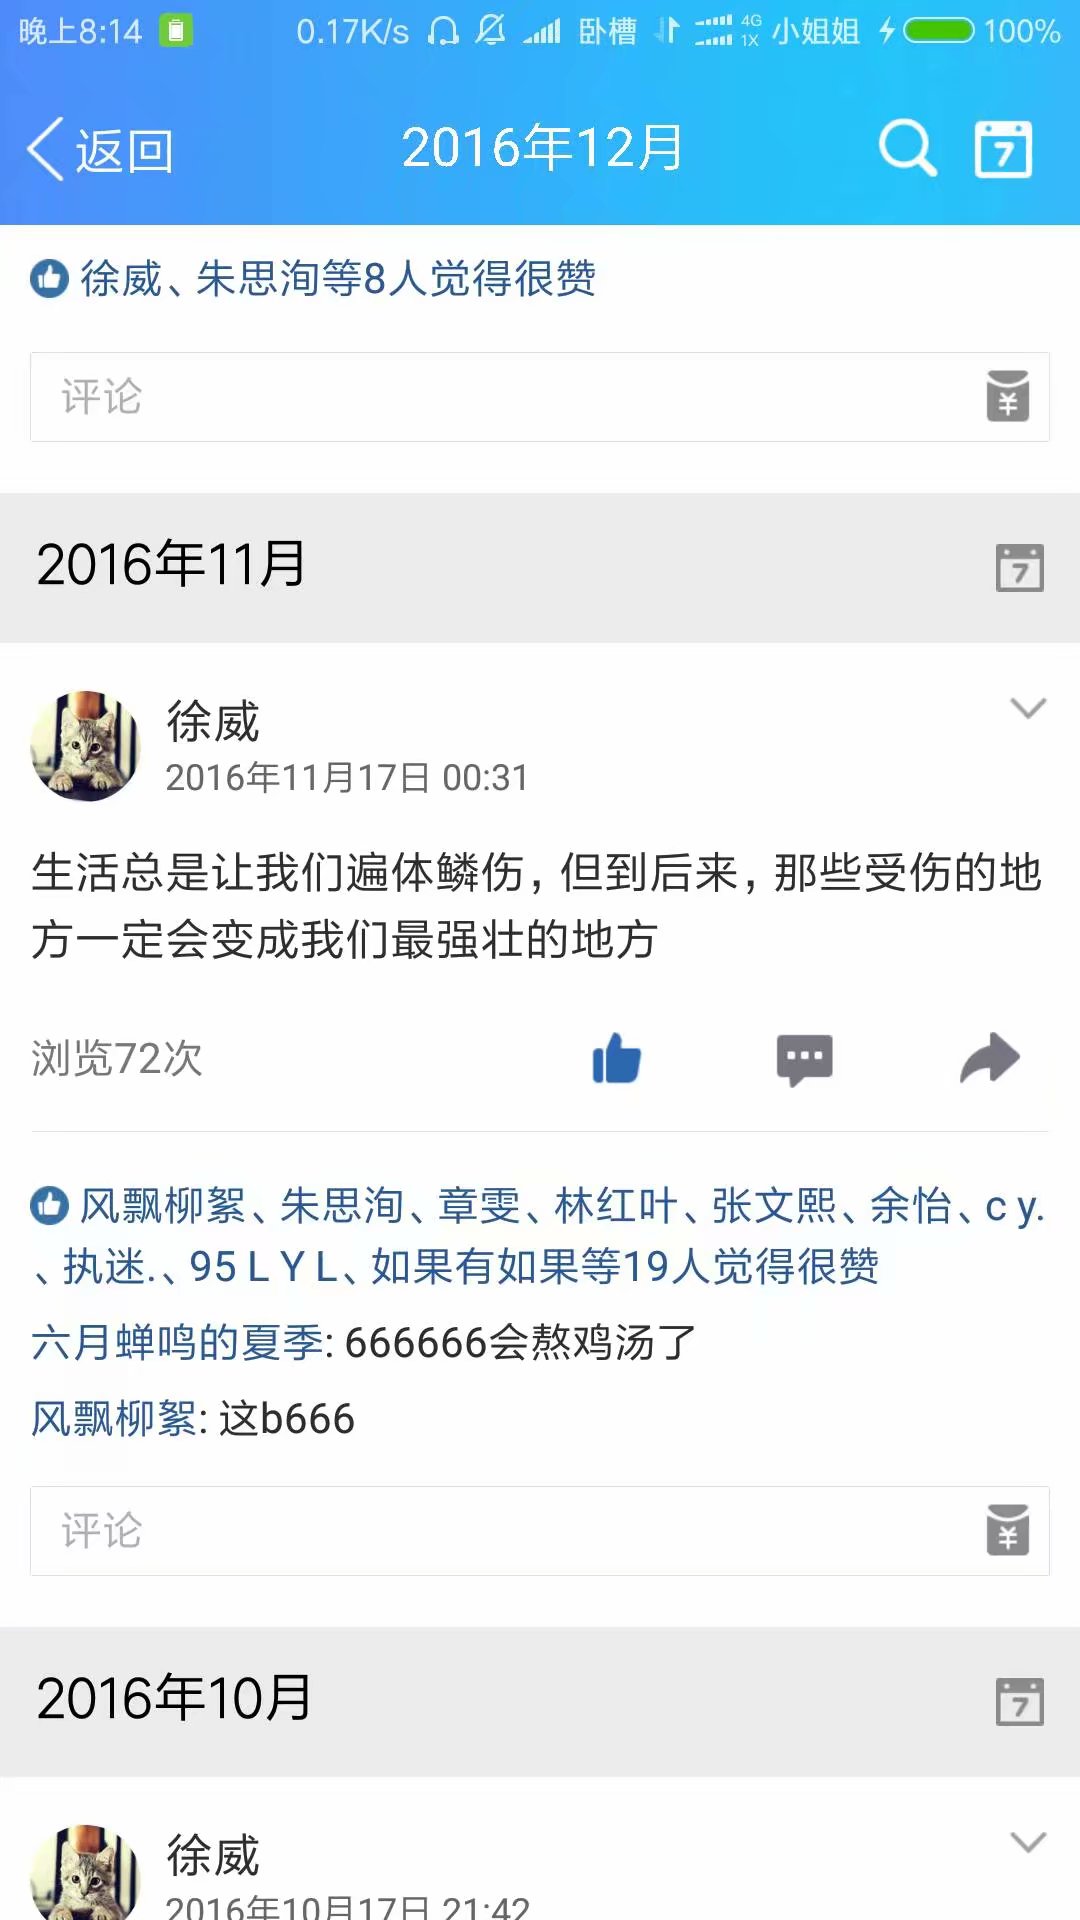 晚上8:14 0.17K/s 卧槽 4G 1X 小姐姐 100%
返回 2016年12月 7
徐威、朱思洵等8人觉得很赞
评论 ¥
2016年11月 7
徐威
2016年11月17日 00:31
生活总是让我们遍体鳞伤，但到后来，那些受伤的地
方一定会变成我们最强壮的地方
浏览72次
风飘柳絮、朱思洵、章雯、林红叶、张文熙、余怡、c y.
、执迷.、95 L Y L、如果有如果等19人觉得很赞
六月蝉鸣的夏季: 666666会熬鸡汤了
风飘柳絮: 这b666
评论 ¥
2016年10月 7
徐威
2016年10月17日 21:42